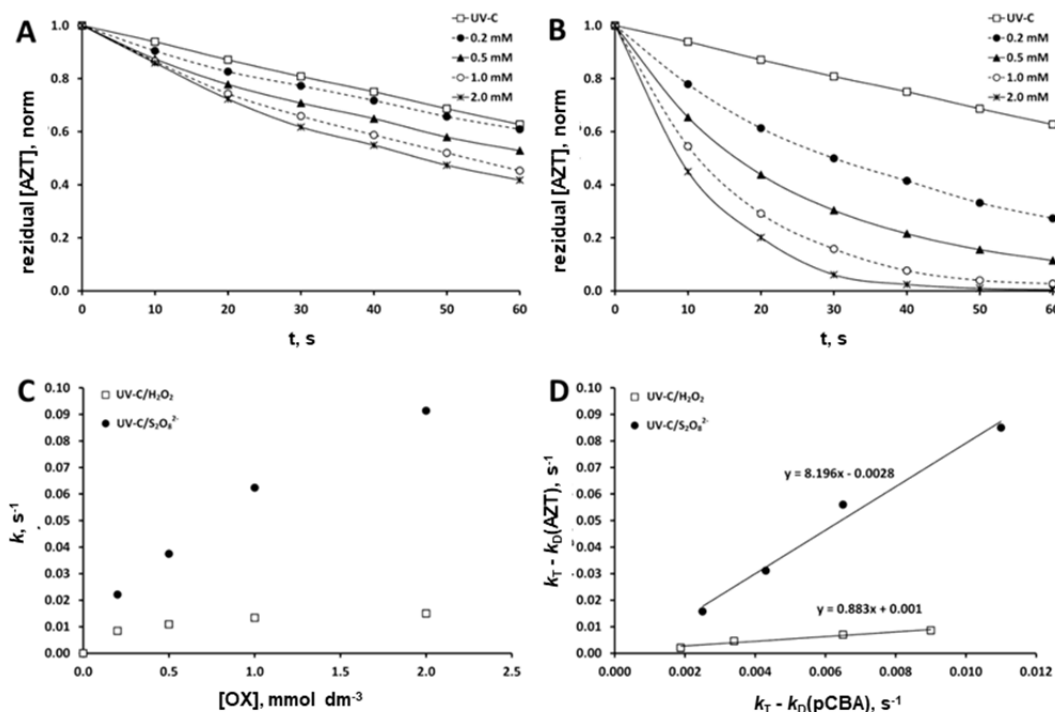 A
UV-C
0.2 mM
0.5 mM
1.0 mM
2.0 mM
rezidual [AZT], norm
1.0
0.8
0.6
0.4
0.2
0.0
0 10 20 30 40 50 60
t, s
B
UV-C
0.2 mM
0.5 mM
1.0 mM
2.0 mM
rezidual [AZT], norm
1.0
0.8
0.6
0.4
0.2
0.0
0 10 20 30 40 50 60
t, s
C
UV-C/H₂O₂
UV-C/S₂O₈²⁻
k, s⁻¹
0.10
0.09
0.08
0.07
0.06
0.05
0.04
0.03
0.02
0.01
0.00
0.0 0.5 1.0 1.5 2.0 2.5
[OX], mmol dm⁻³
D
UV-C/H₂O₂
UV-C/S₂O₈²⁻
y = 8.196x - 0.0028
y = 0.883x + 0.001
k_T - k_D(AZT), s⁻¹
0.10
0.09
0.08
0.07
0.06
0.05
0.04
0.03
0.02
0.01
0.00
0.000 0.002 0.004 0.006 0.008 0.010 0.012
k_T - k_D(pCBA), s⁻¹